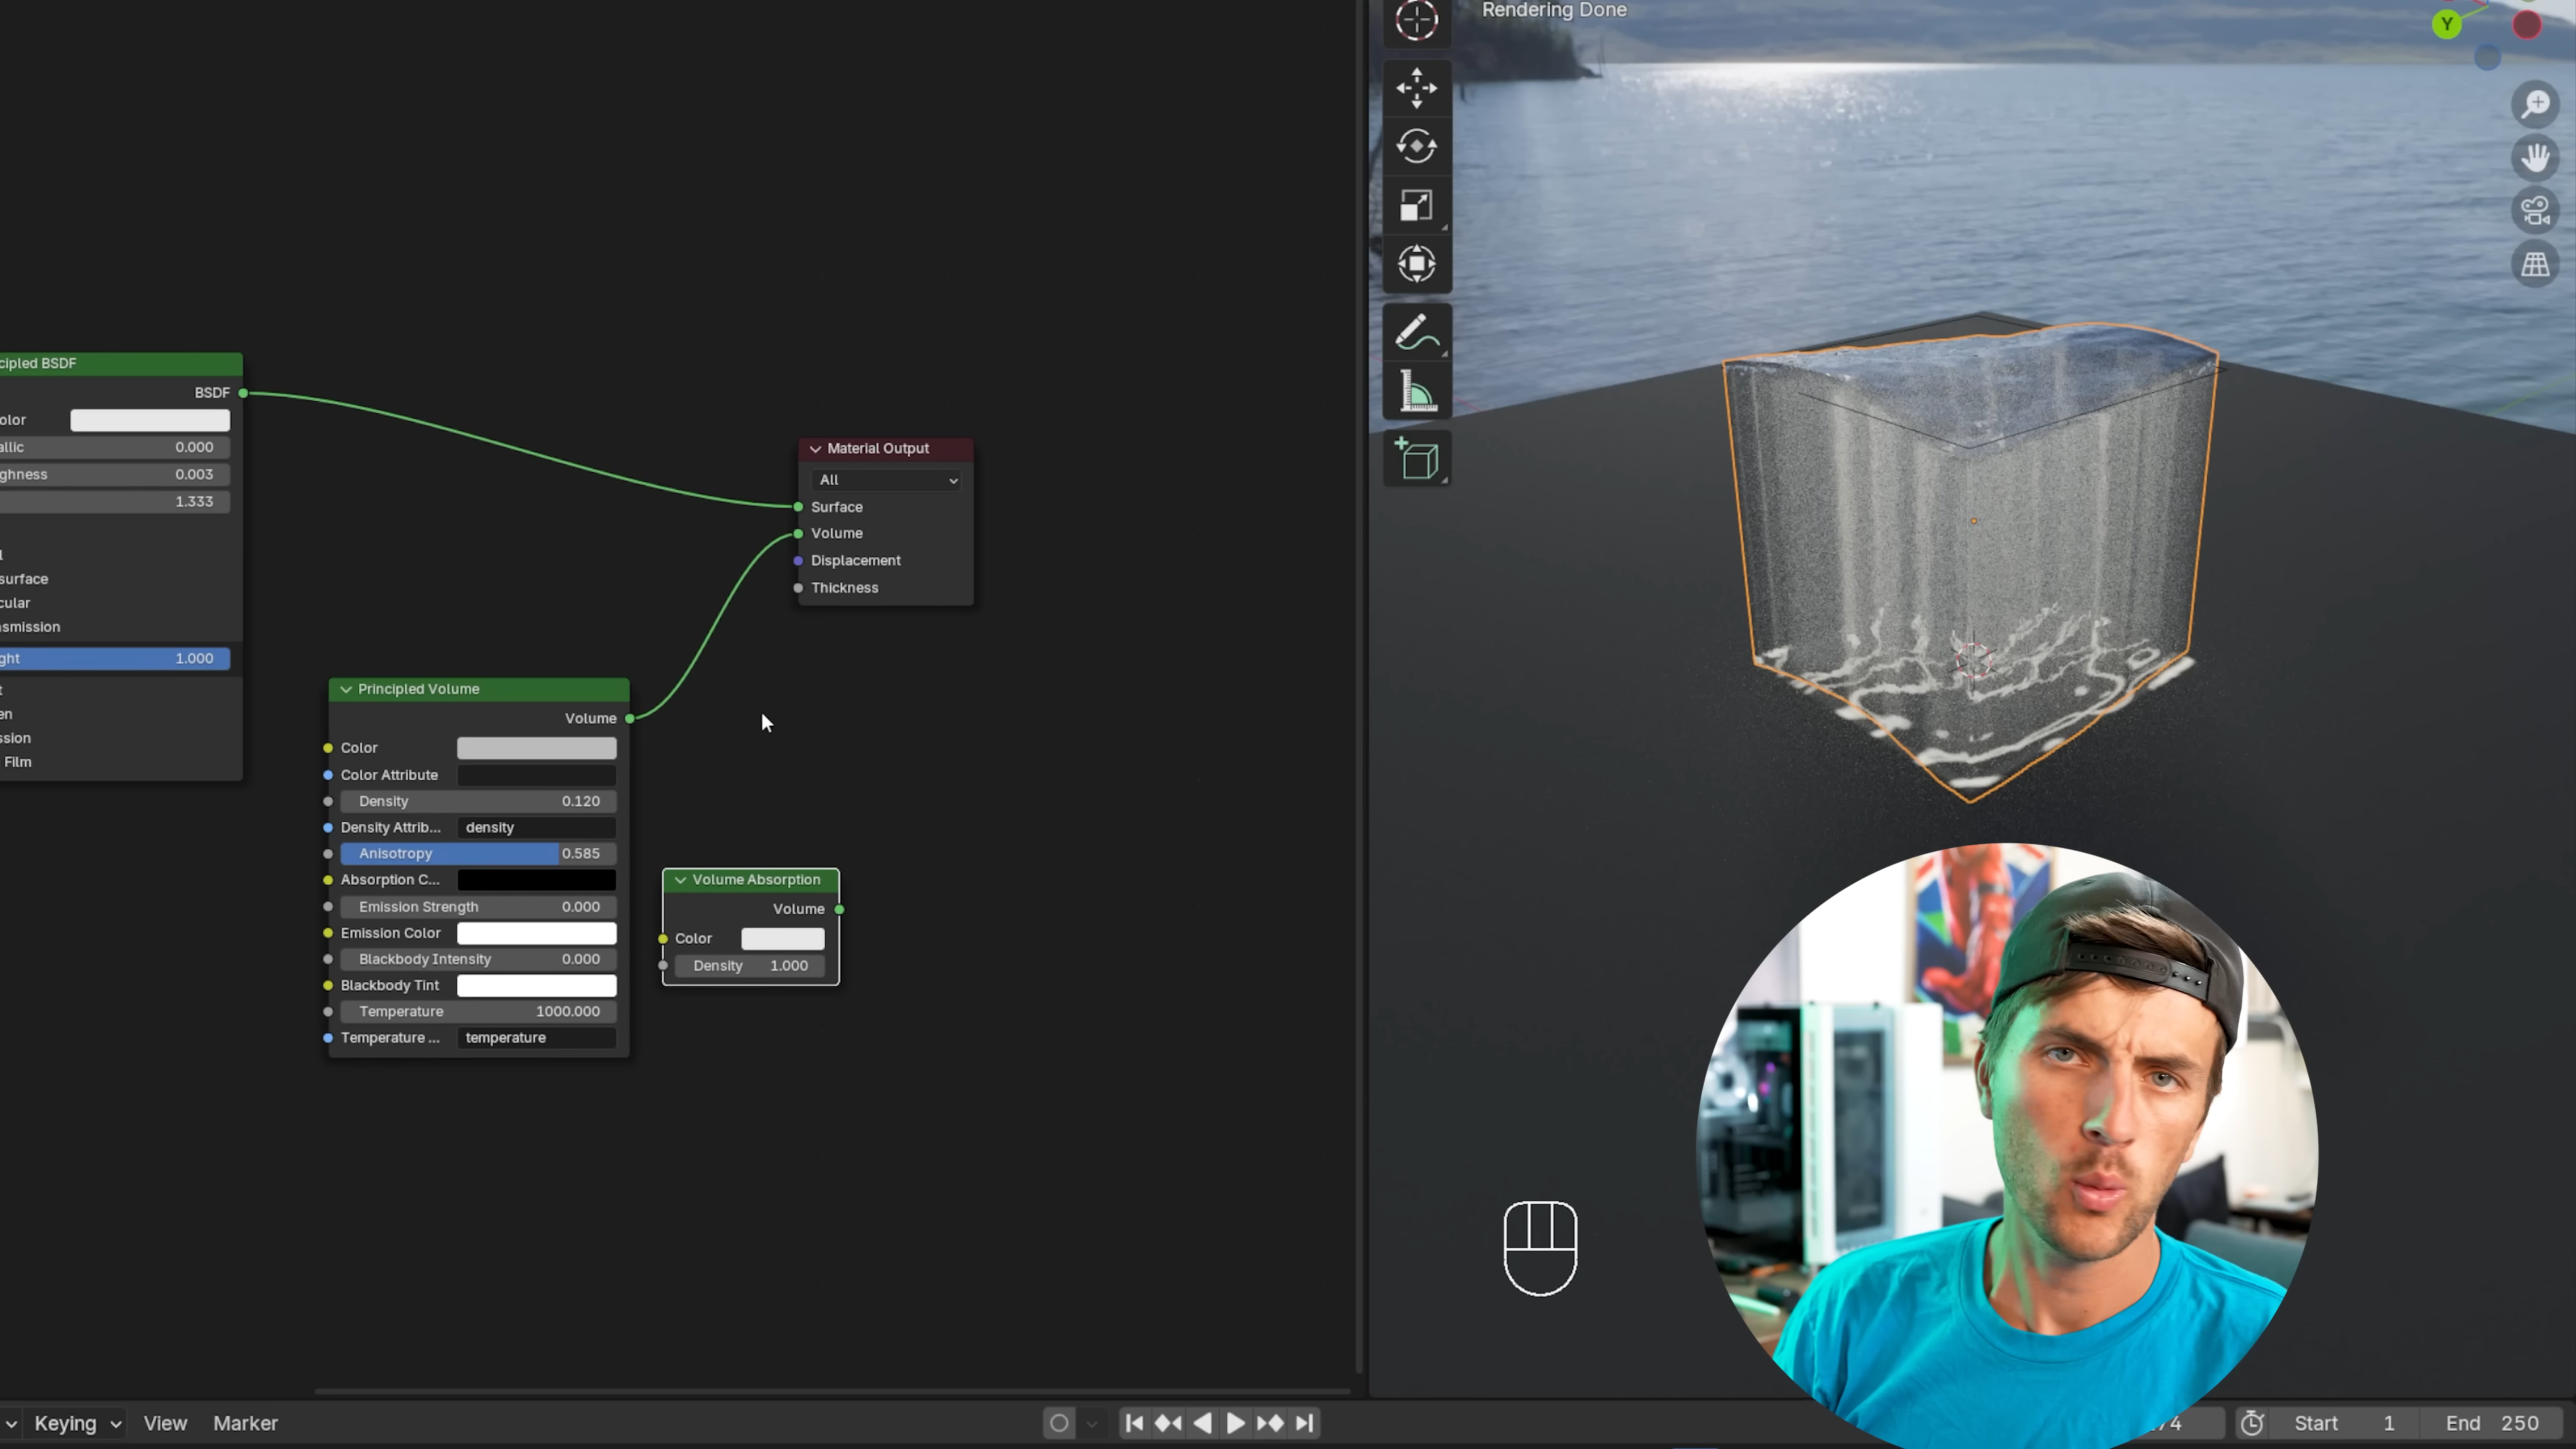 Rendering Done
Y
cipled BSDF
BSDF
olor
allic 0.000
ghness 0.003
1.333
l
surface
cular
nsmission
ght 1.000
t
en
ssion
Film
Material Output
All
Surface
Volume
Displacement
Thickness
Principled Volume
Volume
Color
Color Attribute
Density 0.120
Density Attrib... density
Anisotropy 0.585
Absorption C...
Emission Strength 0.000
Emission Color
Blackbody Intensity 0.000
Blackbody Tint
Temperature 1000.000
Temperature ... temperature
Volume Absorption
Volume
Color
Density 1.000
Keying View Marker
74 Start 1 End 250